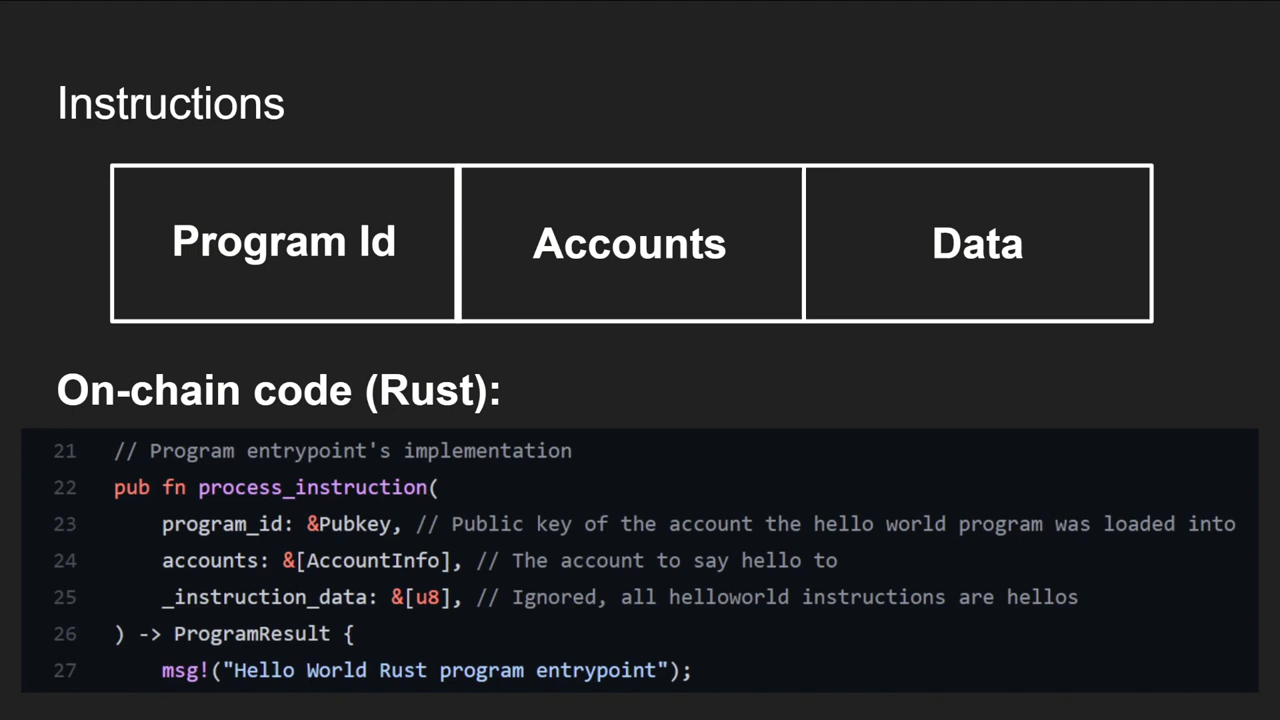 Instructions
Program Id Accounts Data
On-chain code (Rust):
21 // Program entrypoint's implementation
22 pub fn process_instruction(
23 program_id: &Pubkey, // Public key of the account the hello world program was loaded into
24 accounts: &[AccountInfo], // The account to say hello to
25 _instruction_data: &[u8], // Ignored, all helloworld instructions are hellos
26 ) -> ProgramResult {
27 msg!("Hello World Rust program entrypoint");